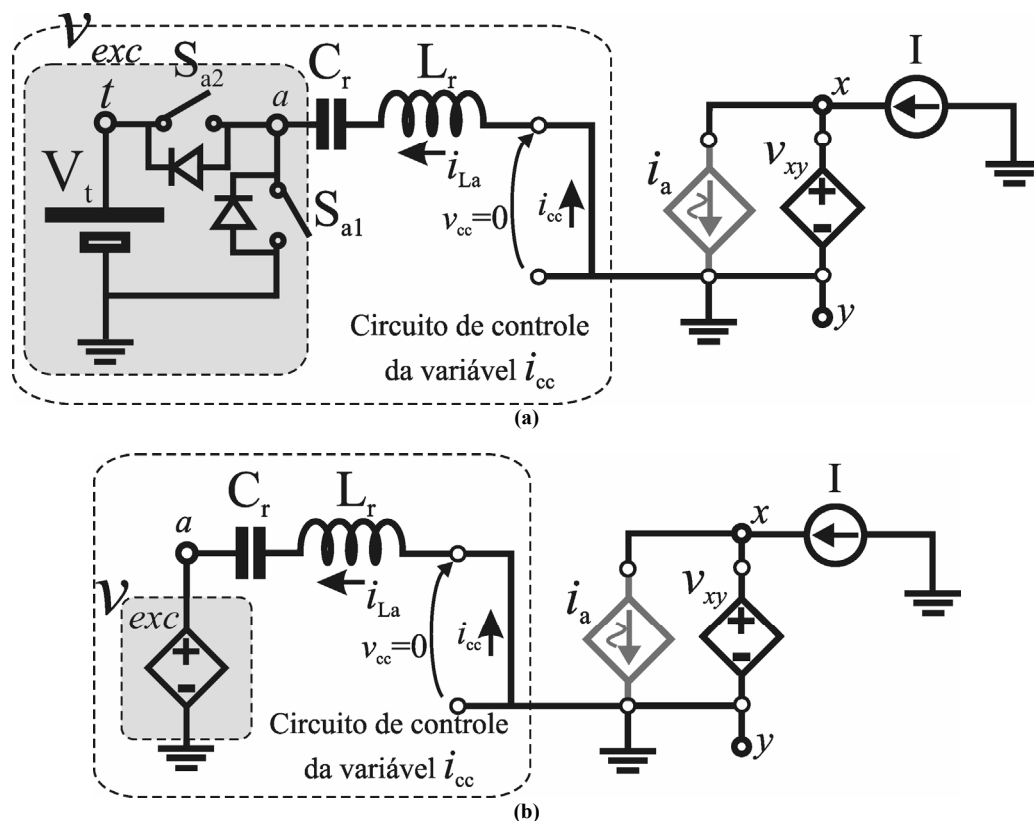 v exc
S a2
C r
L r
I
t
a
x
V t
i La
v cc =0
i cc
i a
v xy
S a1
+
-
y
Circuito de controle
da variável i cc
(a)
C r
L r
I
a
x
v exc
i La
v cc =0
i cc
i a
v xy
+
-
+
-
y
Circuito de controle
da variável i cc
(b)